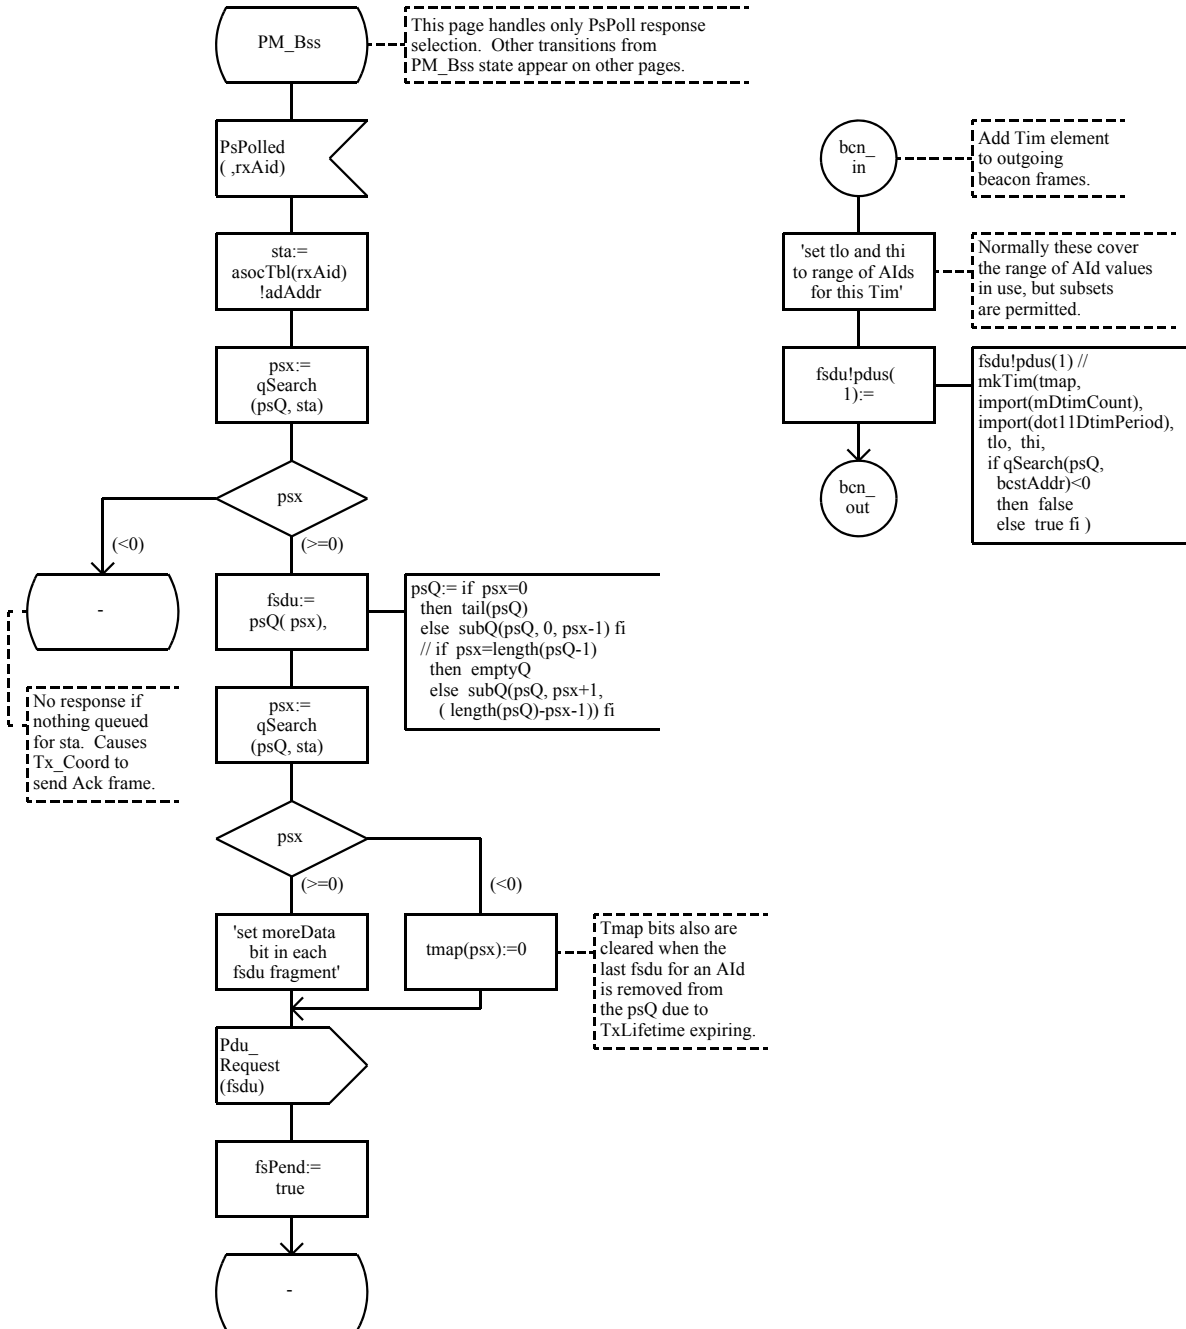 PM_Bss
This page handles only PsPoll response
selection.  Other transitions from
PM_Bss state appear on other pages.
PsPolled
( ,rxAid)
sta:=
asocTbl(rxAid)
!adAddr
psx:=
qSearch
(psQ, sta)
psx
(<0)
(>=0)
-
No response if
nothing queued
for sta.  Causes
Tx_Coord to
send Ack frame.
fsdu:=
psQ( psx),
psQ:= if  psx=0
then  tail(psQ)
else  subQ(psQ, 0, psx-1) fi
// if  psx=length(psQ-1)
then  emptyQ
else  subQ(psQ, psx+1,
( length(psQ)-psx-1)) fi
psx:=
qSearch
(psQ, sta)
psx
(>=0)
(<0)
'set moreData
bit in each
fsdu fragment'
tmap(psx):=0
Tmap bits also are
cleared when the
last fsdu for an AId
is removed from
the psQ due to
TxLifetime expiring.
Pdu_
Request
(fsdu)
fsPend:=
true
-
bcn_
in
Add Tim element
to outgoing
beacon frames.
'set tlo and thi
to range of AIds
for this Tim'
Normally these cover
the range of AId values
in use, but subsets
are permitted.
fsdu!pdus(
1):=
fsdu!pdus(1) //
mkTim(tmap,
import(mDtimCount),
import(dot11DtimPeriod),
tlo,  thi,
if qSearch(psQ,
bcstAddr)<0
then  false
else  true fi )
bcn_
out